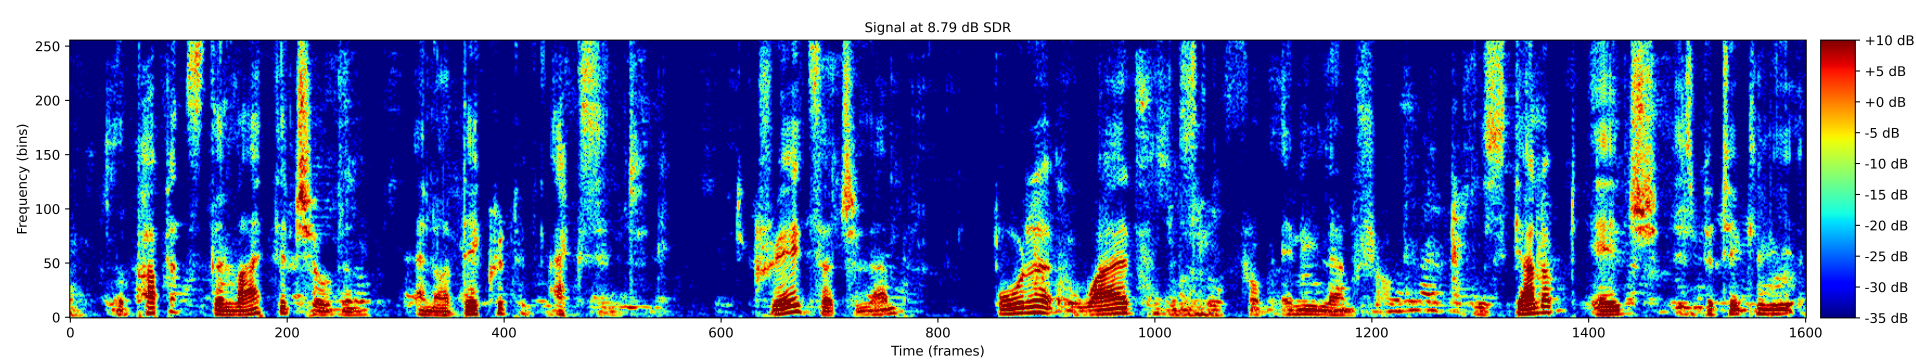 Signal at 8.79 dB SDR
Frequency (bins)
250
200
150
100
50
0
0 200 400 600 800 1000 1200 1400 1600
Time (frames)
+10 dB
+5 dB
+0 dB
-5 dB
-10 dB
-15 dB
-20 dB
-25 dB
-30 dB
-35 dB